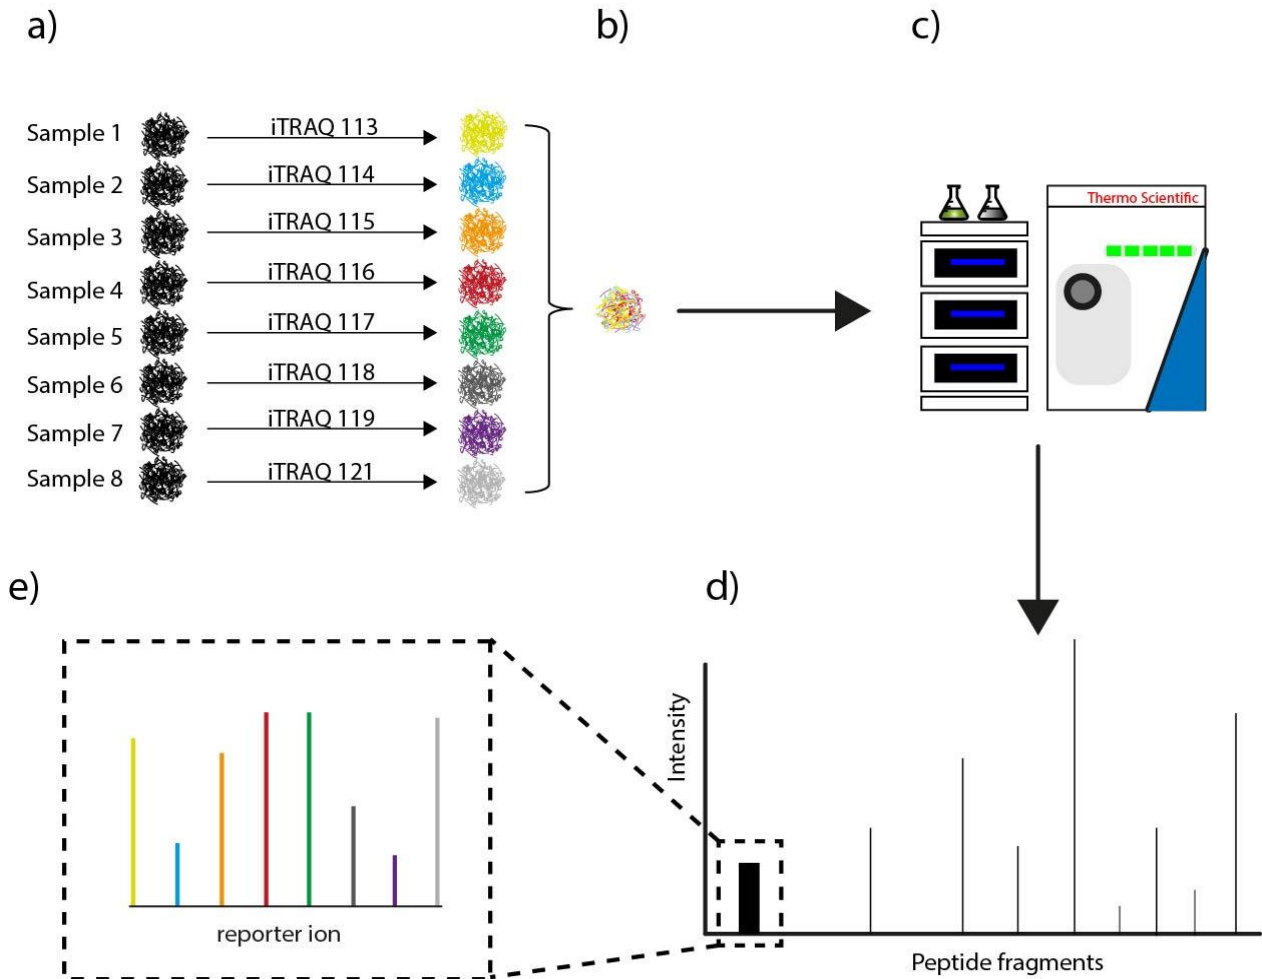 a)
b)
c)
Sample 1
iTRAQ 113
Sample 2
iTRAQ 114
Sample 3
iTRAQ 115
Sample 4
iTRAQ 116
Sample 5
iTRAQ 117
Sample 6
iTRAQ 118
Sample 7
iTRAQ 119
Sample 8
iTRAQ 121
Thermo Scientific
e)
d)
reporter ion
Intensity
Peptide fragments